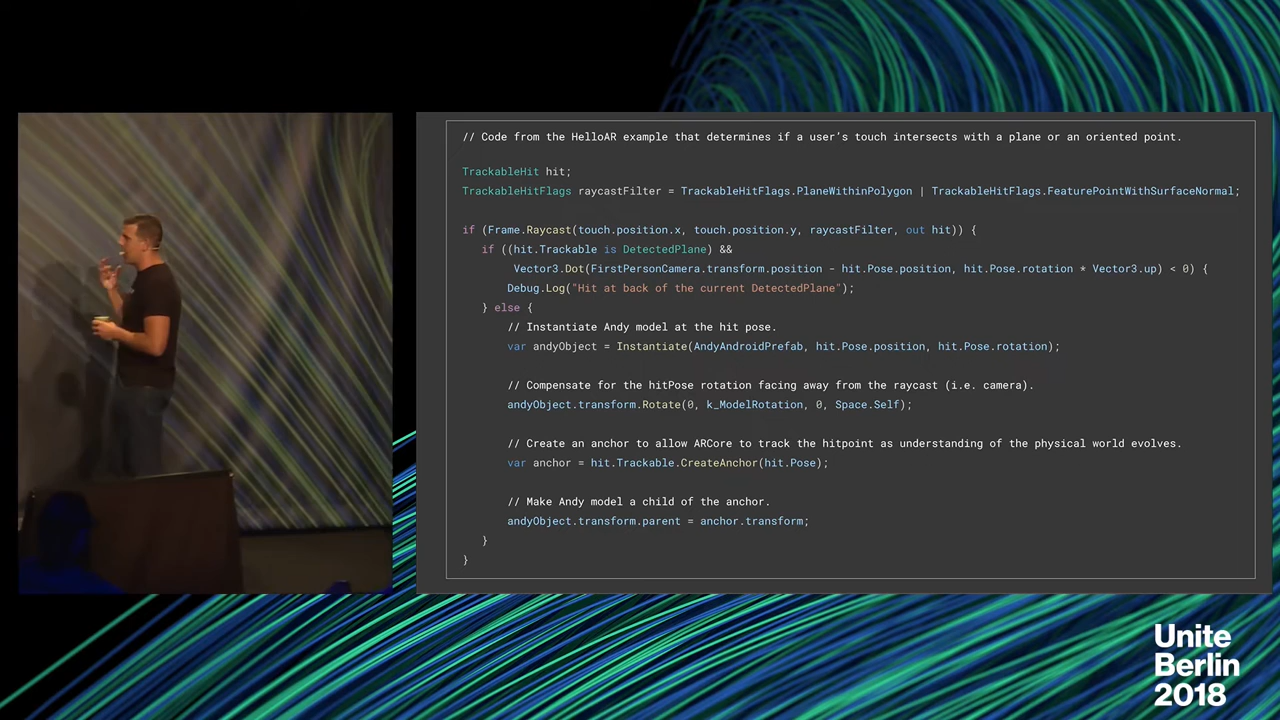 // Code from the HelloAR example that determines if a user's touch intersects with a plane or an oriented point.
TrackableHit hit;
TrackableHitFlags raycastFilter = TrackableHitFlags.PlaneWithinPolygon | TrackableHitFlags.FeaturePointWithSurfaceNormal;
if (Frame.Raycast(touch.position.x, touch.position.y, raycastFilter, out hit)) {
if ((hit.Trackable is DetectedPlane) &&
Vector3.Dot(FirstPersonCamera.transform.position - hit.Pose.position, hit.Pose.rotation * Vector3.up) < 0) {
Debug.Log("Hit at back of the current DetectedPlane");
} else {
// Instantiate Andy model at the hit pose.
var andyObject = Instantiate(AndyAndroidPrefab, hit.Pose.position, hit.Pose.rotation);
// Compensate for the hitPose rotation facing away from the raycast (i.e. camera).
andyObject.transform.Rotate(0, k_ModelRotation, 0, Space.Self);
// Create an anchor to allow ARCore to track the hitpoint as understanding of the physical world evolves.
var anchor = hit.Trackable.CreateAnchor(hit.Pose);
// Make Andy model a child of the anchor.
andyObject.transform.parent = anchor.transform;
}
}
Unite
Berlin
2018